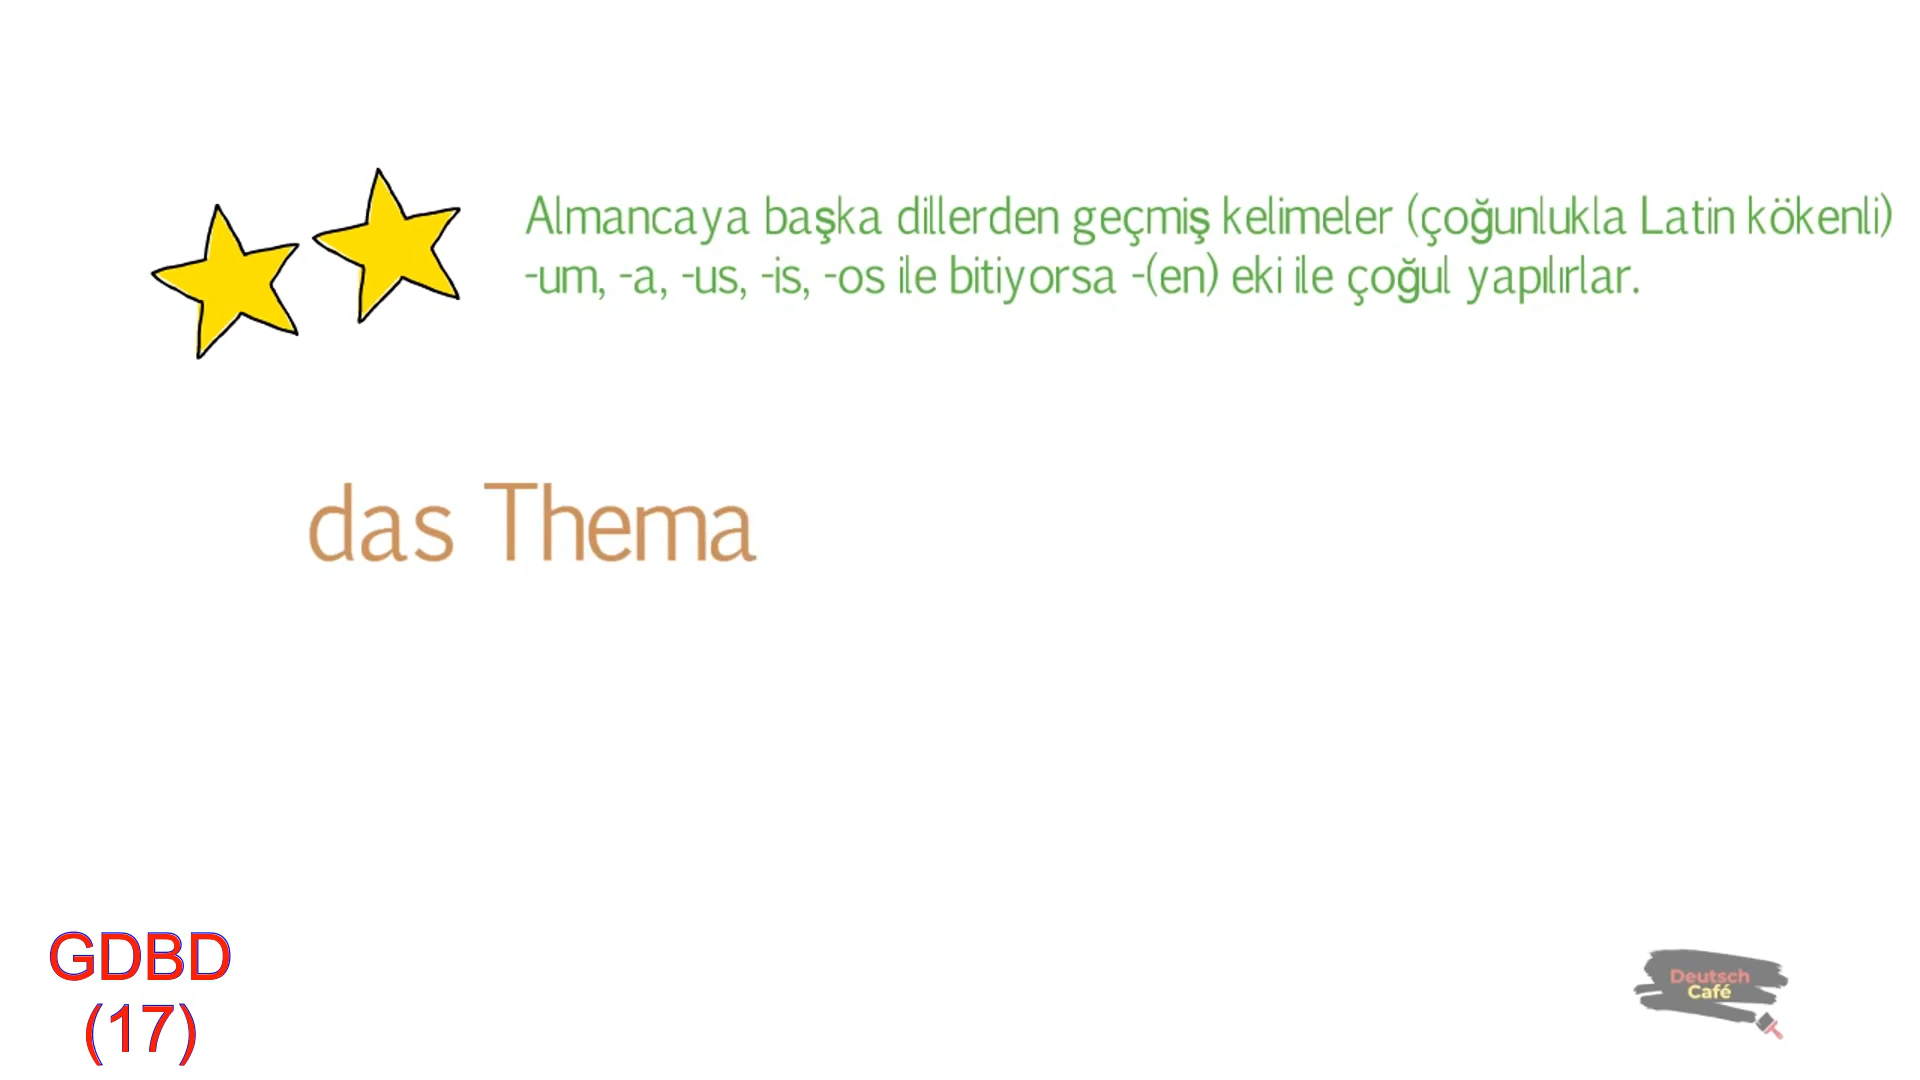 Almancaya başka dillerden geçmiş kelimeler (çoğunlukla Latin kökenli)
-um, -a, -us, -is, -os ile bitiyorsa -(en) eki ile çoğul yapılırlar.
das Thema
GDBD
(17)
Deutsch
Café